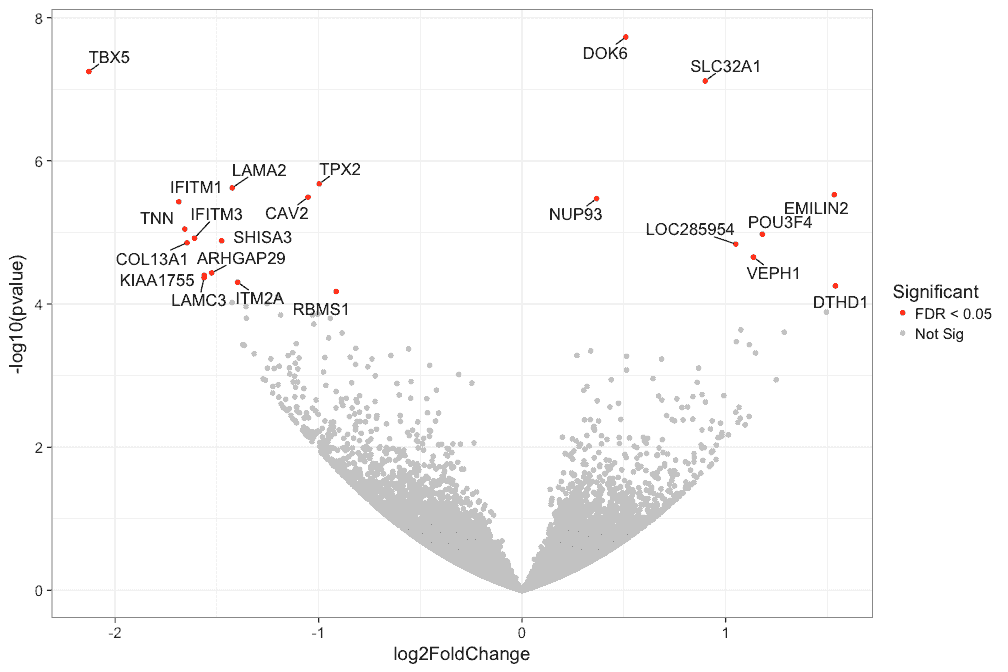 8
TBX5
DOK6
SLC32A1
6
LAMA2
TPX2
IFITM1
TNN
IFITM3
CAV2
NUP93
EMILIN2
SHISA3
LOC285954
POU3F4
COL13A1
ARHGAP29
KIAA1755
VEPH1
LAMC3
ITM2A
RBMS1
DTHD1
4
2
0
-log10(pvalue)
-2
-1
0
1
log2FoldChange
Significant
FDR < 0.05
Not Sig